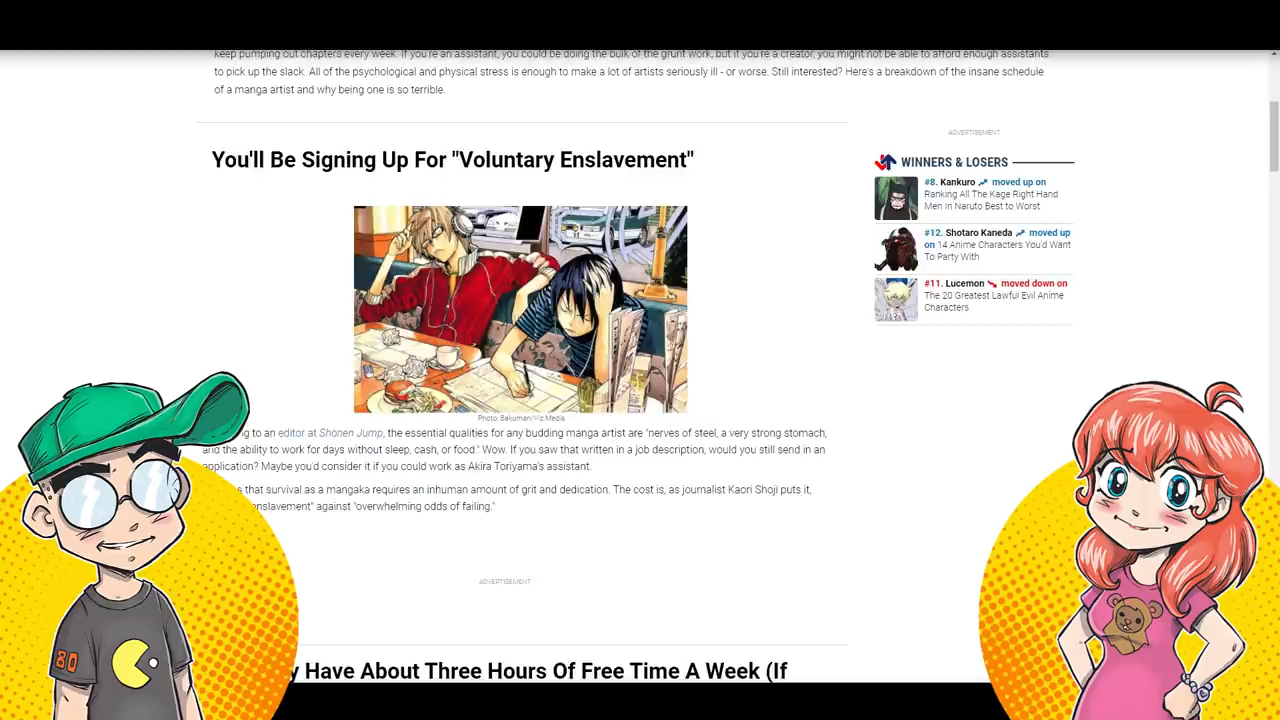 keep pumping out chapters every week. If you're an assistant, you could be doing the bulk of the grunt work, but if you're a creator, you might not be able to afford enough assistants
to pick up the slack. All of the psychological and physical stress is enough to make a lot of artists seriously ill - or worse. Still interested? Here's a breakdown of the insane schedule
of a manga artist and why being one is so terrible.
ADVERTISEMENT
You'll Be Signing Up For "Voluntary Enslavement"
WINNERS & LOSERS
#8. Kankuro moved up on
Ranking All The Kage Right Hand
Men In Naruto Best to Worst
#12. Shotaro Kaneda moved up
on 14 Anime Characters You'd Want
To Party With
#11. Lucemon moved down on
The 20 Greatest Lawful Evil Anime
Characters
Photo: Bakuman/Viz Media
to an editor at Shonen Jump, the essential qualities for any budding manga artist are "nerves of steel, a very strong stomach,
and the ability to work for days without sleep, cash, or food." Wow. If you saw that written in a job description, would you still send in an
application? Maybe you'd consider it if you could work as Akira Toriyama's assistant.
that survival as a mangaka requires an inhuman amount of grit and dedication. The cost is, as journalist Kaori Shoji puts it,
enslavement" against "overwhelming odds of failing."
ADVERTISEMENT
Have About Three Hours Of Free Time A Week (If
80